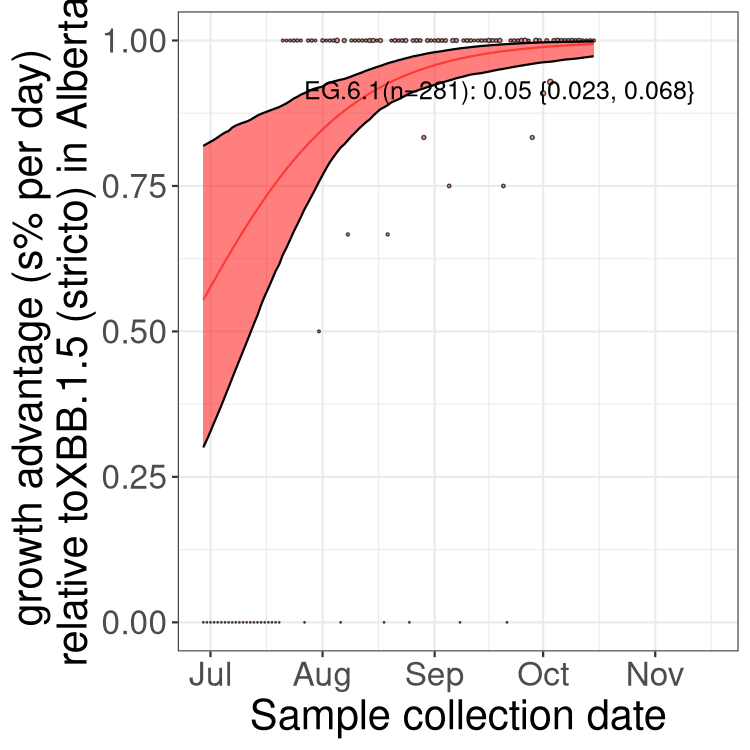 growth advantage (s% per day)
relative toXBB.1.5 (stricto) in Alberta
1.00
0.75
0.50
0.25
0.00
EG.6.1(n=281): 0.05 {0.023, 0.068}
Jul Aug Sep Oct Nov
Sample collection date